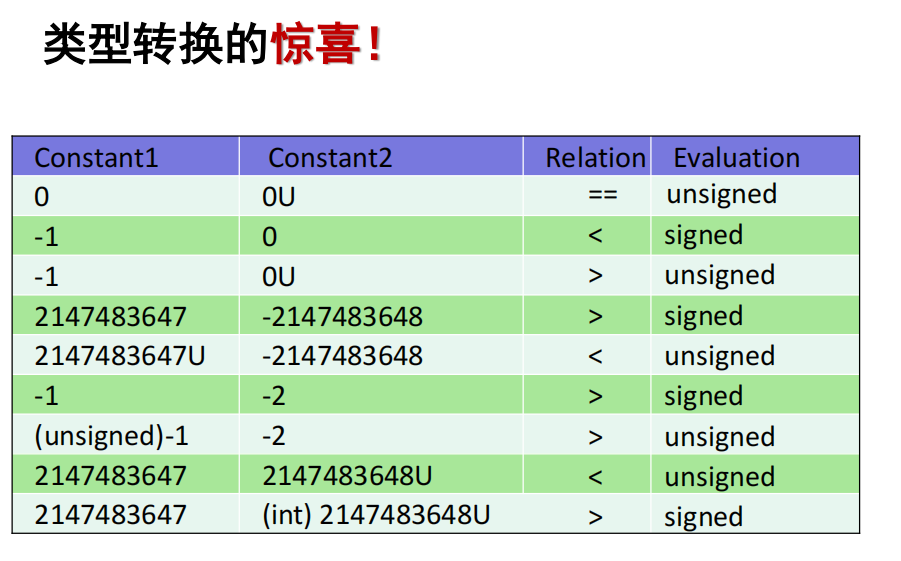 类型转换的惊喜！
Constant1 Constant2 Relation Evaluation
0 0U == unsigned
-1 0 < signed
-1 0U > unsigned
2147483647 -2147483648 > signed
2147483647U -2147483648 < unsigned
-1 -2 > signed
(unsigned)-1 -2 > unsigned
2147483647 2147483648U < unsigned
2147483647 (int) 2147483648U > signed